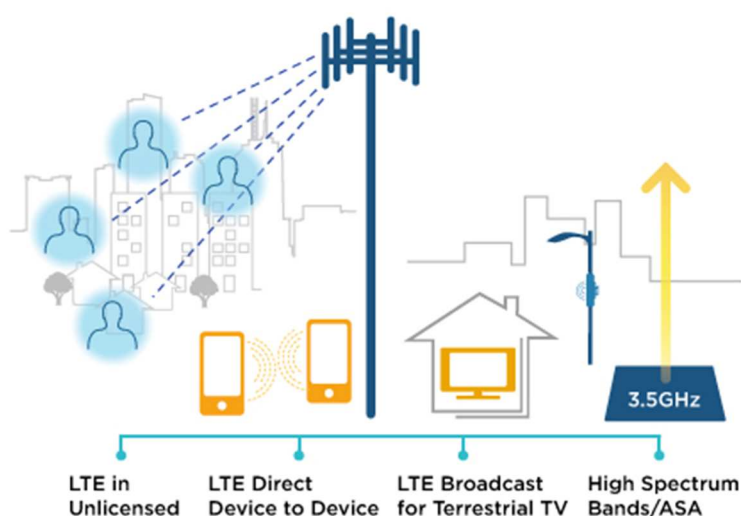 3.5GHz
LTE in
Unlicensed
LTE Direct
Device to Device
LTE Broadcast
for Terrestrial TV
High Spectrum
Bands/ASA